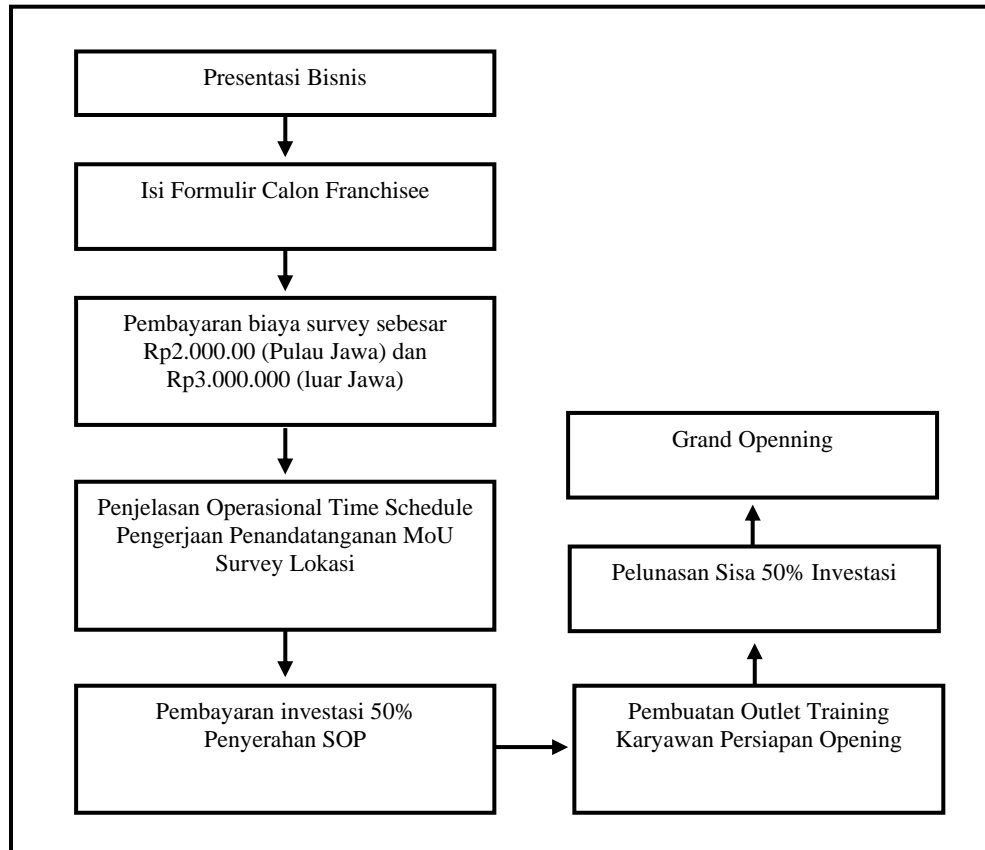 Presentasi Bisnis
Isi Formulir Calon Franchisee
Pembayaran biaya survey sebesar
Rp2.000.00 (Pulau Jawa) dan
Rp3.000.000 (luar Jawa)
Penjelasan Operasional Time Schedule
Pengerjaan Penandatanganan MoU
Survey Lokasi
Pembayaran investasi 50%
Penyerahan SOP
Pembuatan Outlet Training
Karyawan Persiapan Opening
Pelunasan Sisa 50% Investasi
Grand Openning